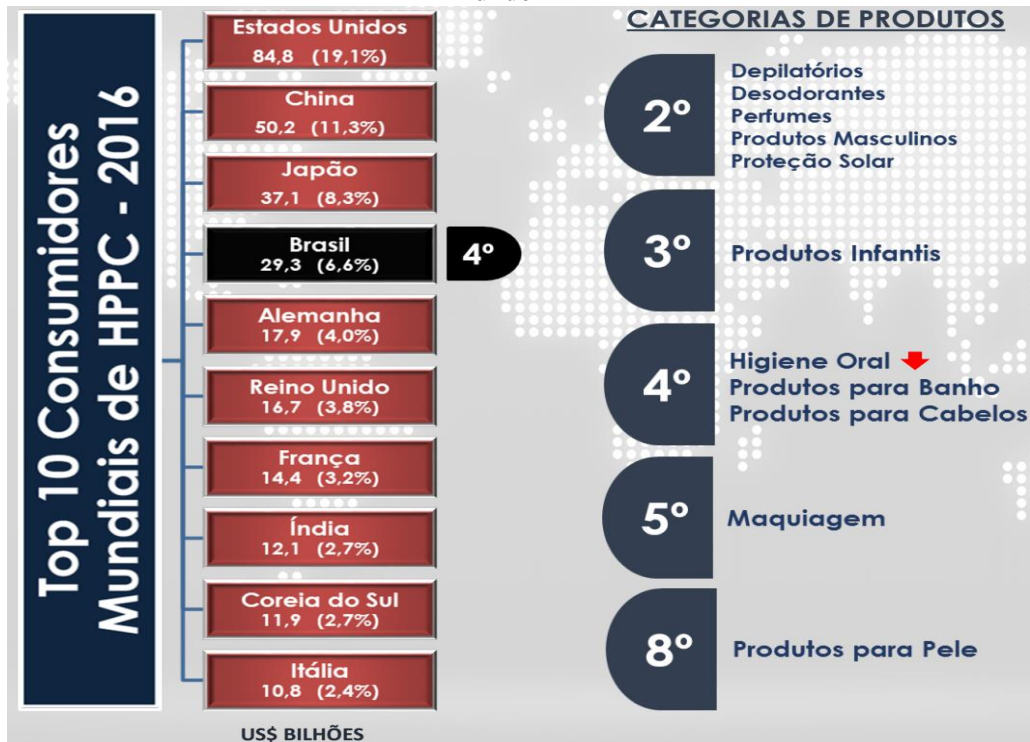 Top 10 Consumidores
Mundiais de HPPC - 2016
Estados Unidos
84,8 (19,1%)
China
50,2 (11,3%)
Japão
37,1 (8,3%)
Brasil
29,3 (6,6%)
4º
Alemanha
17,9 (4,0%)
Reino Unido
16,7 (3,8%)
França
14,4 (3,2%)
Índia
12,1 (2,7%)
Coreia do Sul
11,9 (2,7%)
Itália
10,8 (2,4%)
US$ BILHÕES
CATEGORIAS DE PRODUTOS
2º
Depilatórios
Desodorantes
Perfumes
Produtos Masculinos
Proteção Solar
3º
Produtos Infantis
4º
Higiene Oral
Produtos para Banho
Produtos para Cabelos
5º
Maquiagem
8º
Produtos para Pele